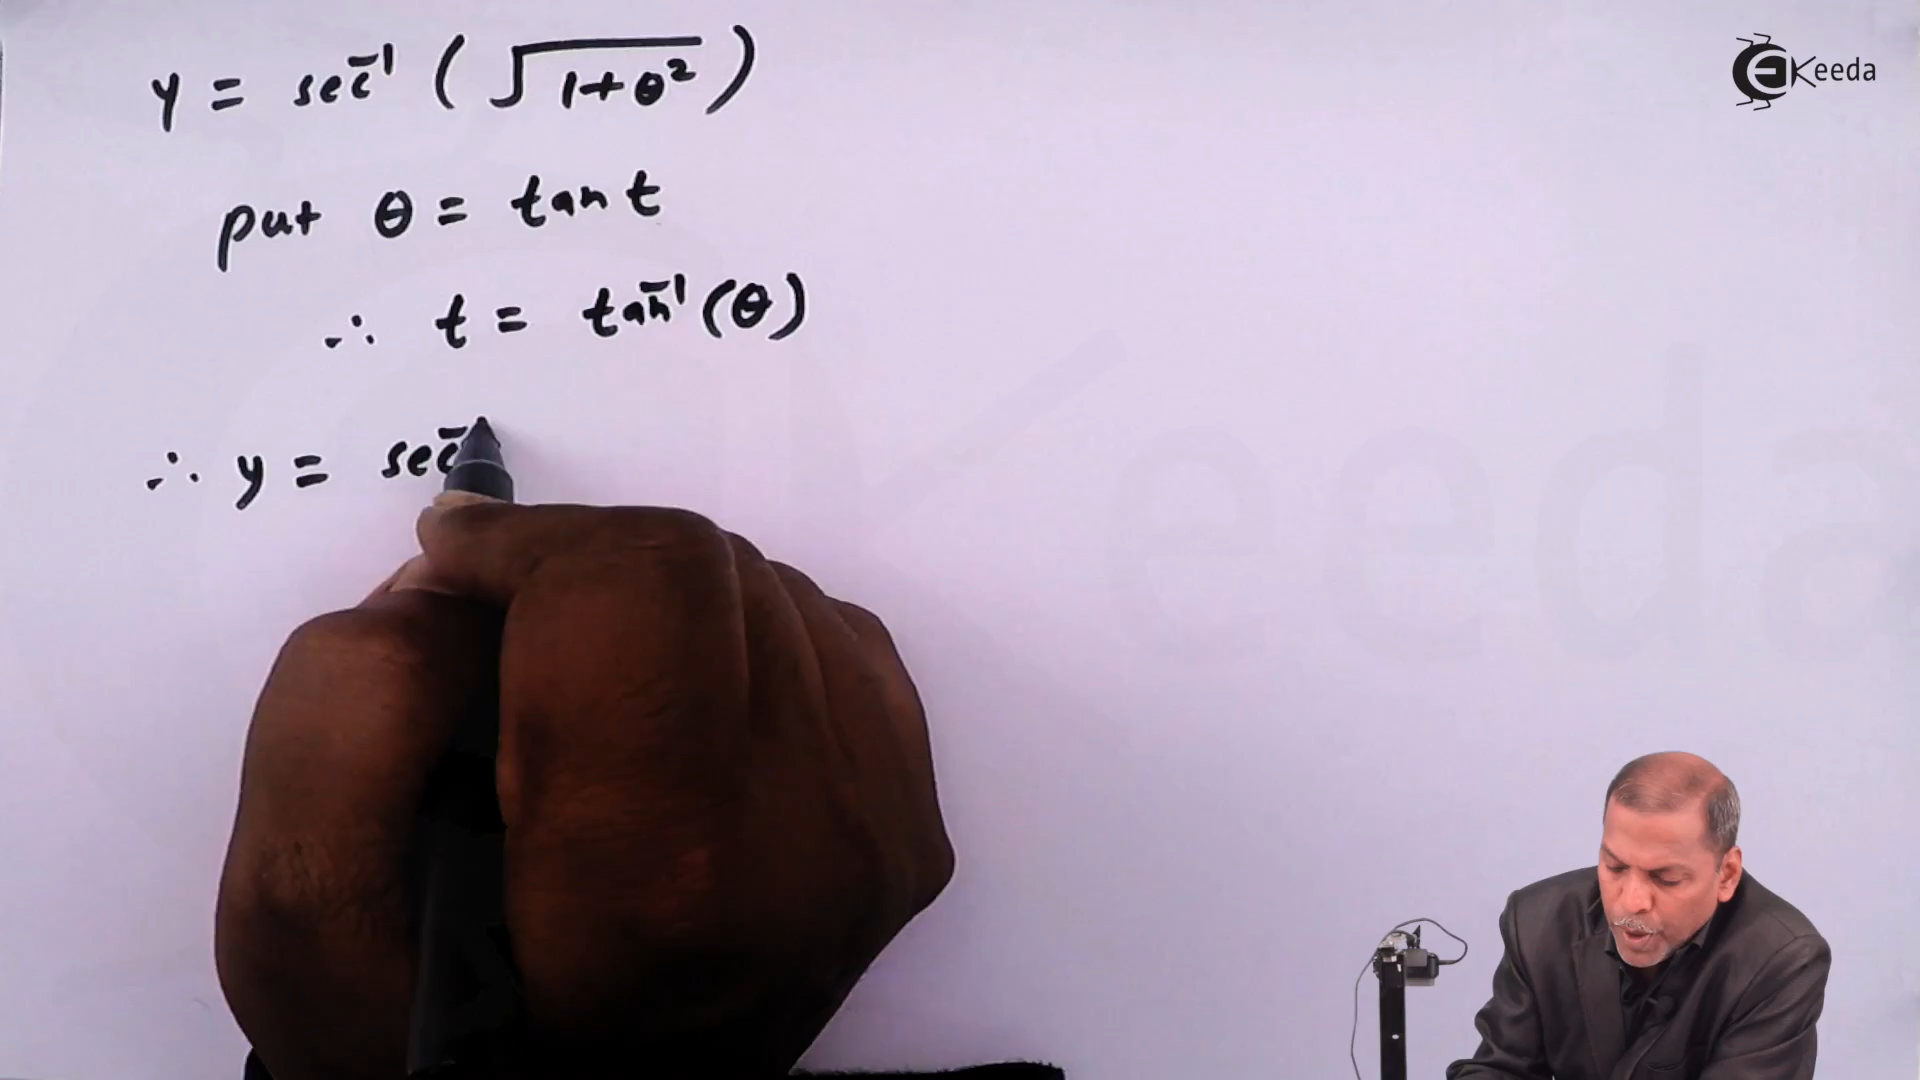 y = sec⁻¹ ( √1+θ² )
Keeda
put θ = tan t
∴ t = tan⁻¹ (θ)
∴ y = sec⁻